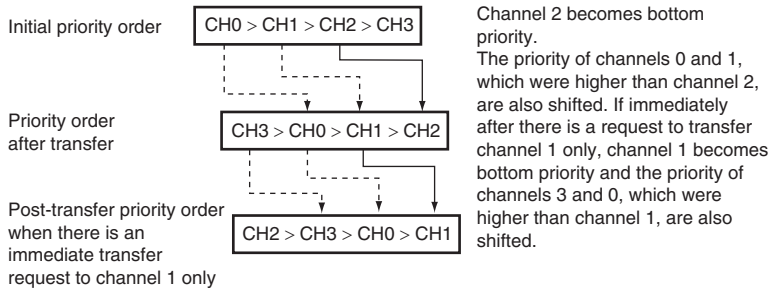 Initial priority order
CH0 > CH1 > CH2 > CH3
Priority order
after transfer
CH3 > CH0 > CH1 > CH2
Post-transfer priority order
when there is an
immediate transfer
request to channel 1 only
CH2 > CH3 > CH0 > CH1
Channel 2 becomes bottom
priority.
The priority of channels 0 and 1,
which were higher than channel 2,
are also shifted. If immediately
after there is a request to transfer
channel 1 only, channel 1 becomes
bottom priority and the priority of
channels 3 and 0, which were
higher than channel 1, are also
shifted.